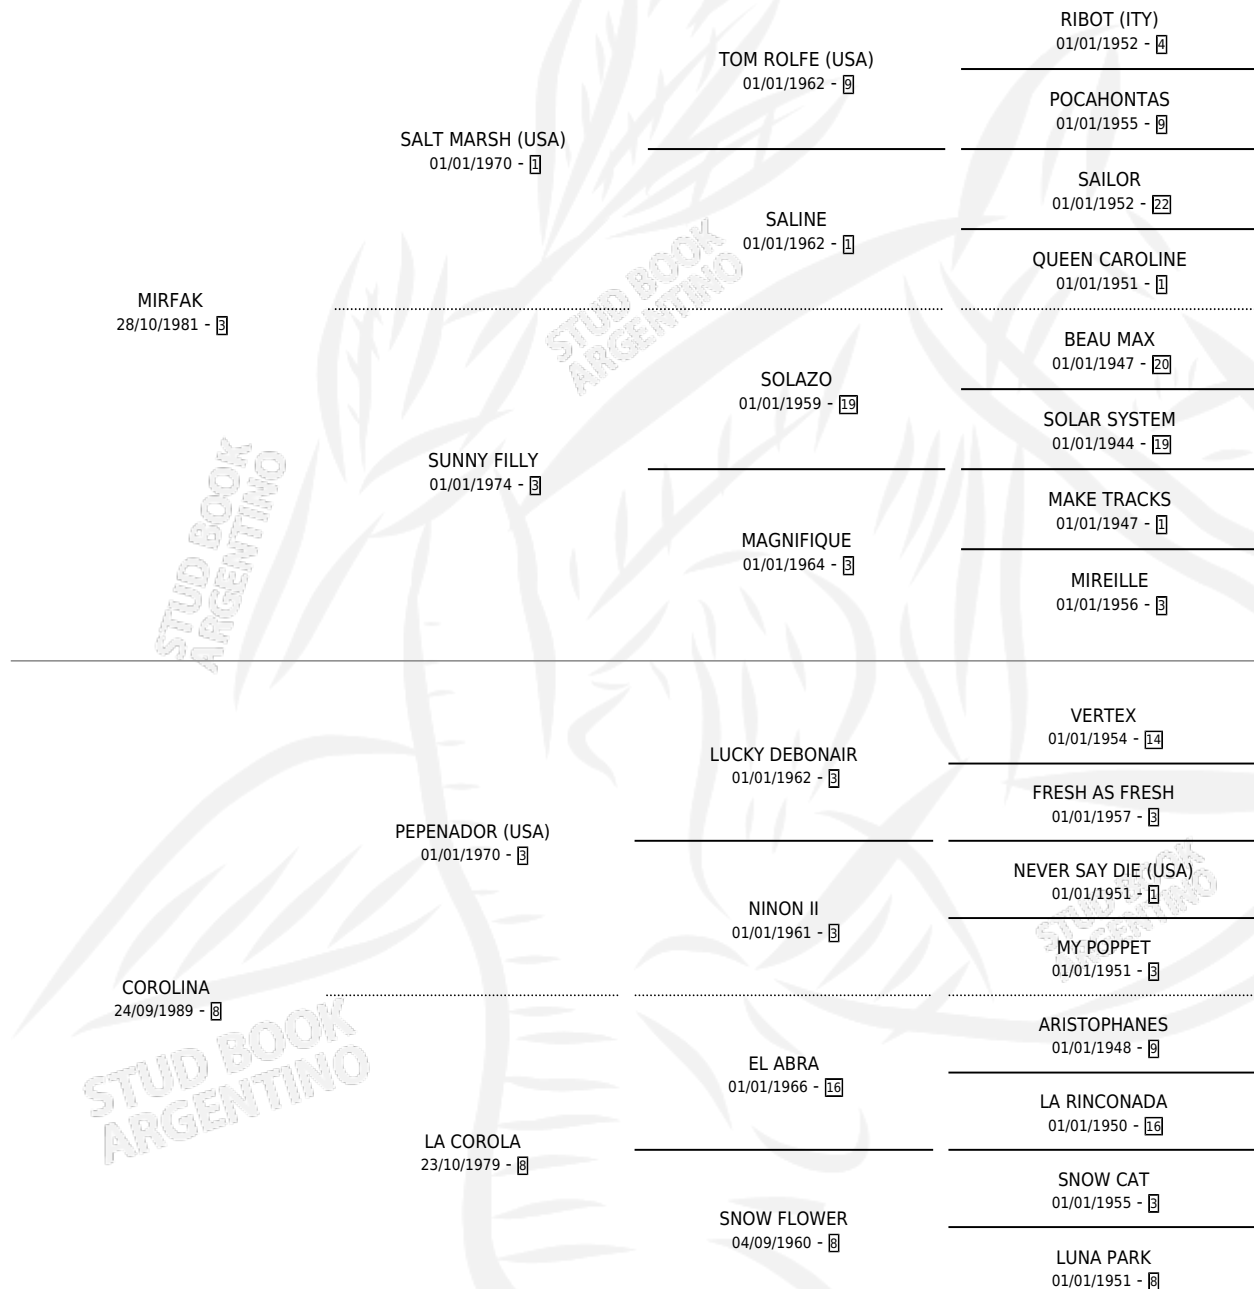 RIBOT (ITY)
01/01/1952 - 4
TOM ROLFE (USA)
01/01/1962 - 9
POCAHONTAS
01/01/1955 - 9
SALT MARSH (USA)
01/01/1970 - 1
SAILOR
01/01/1952 - 22
SALINE
01/01/1962 - 1
QUEEN CAROLINE
01/01/1951 - 1
MIRFAK
28/10/1981 - 3
BEAU MAX
01/01/1947 - 20
SOLAZO
01/01/1959 - 19
SOLAR SYSTEM
01/01/1944 - 19
SUNNY FILLY
01/01/1974 - 3
MAKE TRACKS
01/01/1947 - 1
MAGNIFIQUE
01/01/1964 - 3
MIREILLE
01/01/1956 - 3
VERTEX
01/01/1954 - 14
LUCKY DEBONAIR
01/01/1962 - 3
FRESH AS FRESH
01/01/1957 - 3
PEPENADOR (USA)
01/01/1970 - 3
NEVER SAY DIE (USA)
01/01/1951 - 1
NINON II
01/01/1961 - 3
MY POPPET
01/01/1951 - 3
COROLINA
24/09/1989 - 8
ARISTOPHANES
01/01/1948 - 9
EL ABRA
01/01/1966 - 16
LA RINCONADA
01/01/1950 - 16
LA COROLA
23/10/1979 - 8
SNOW CAT
01/01/1955 - 3
SNOW FLOWER
04/09/1960 - 8
LUNA PARK
01/01/1951 - 8
STUD BOOK
ARGENTINO
STUD BOOK
ARGENTINO
STUD BOOK
ARGENTINO
STUD BOOK
ARGENTINO